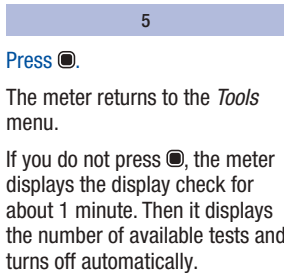 5
Press .
The meter returns to the Tools
menu.
If you do not press , the meter
displays the display check for
about 1 minute. Then it displays
the number of available tests and
turns off automatically.